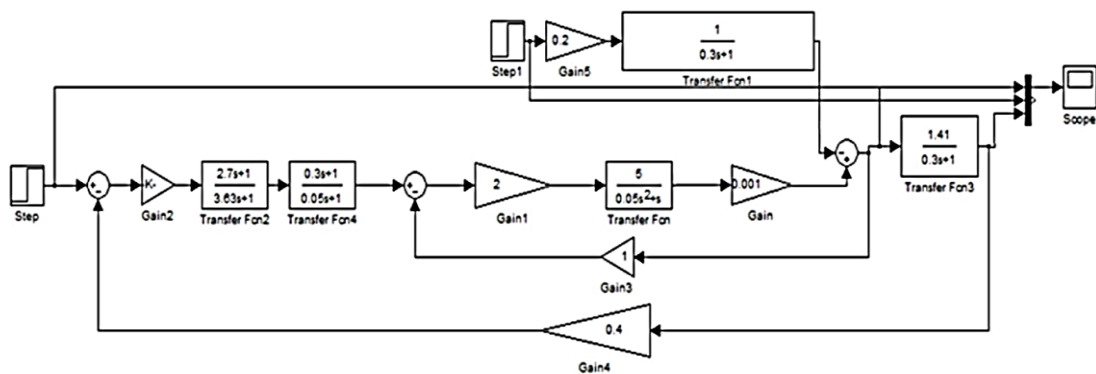 1
0.3s+1
0.2
Step1
Gain5
Transfer Fcn1
Scope
1.41
0.3s+1
Transfer Fcn3
+
-
K-
2.7s+1
3.63s+1
0.3s+1
0.05s+1
+
-
2
5
0.05s²+s
0.001
-
+
Step
Gain2
Transfer Fcn2
Transfer Fcn4
Gain1
Transfer Fcn
Gain
1
Gain3
0.4
Gain4